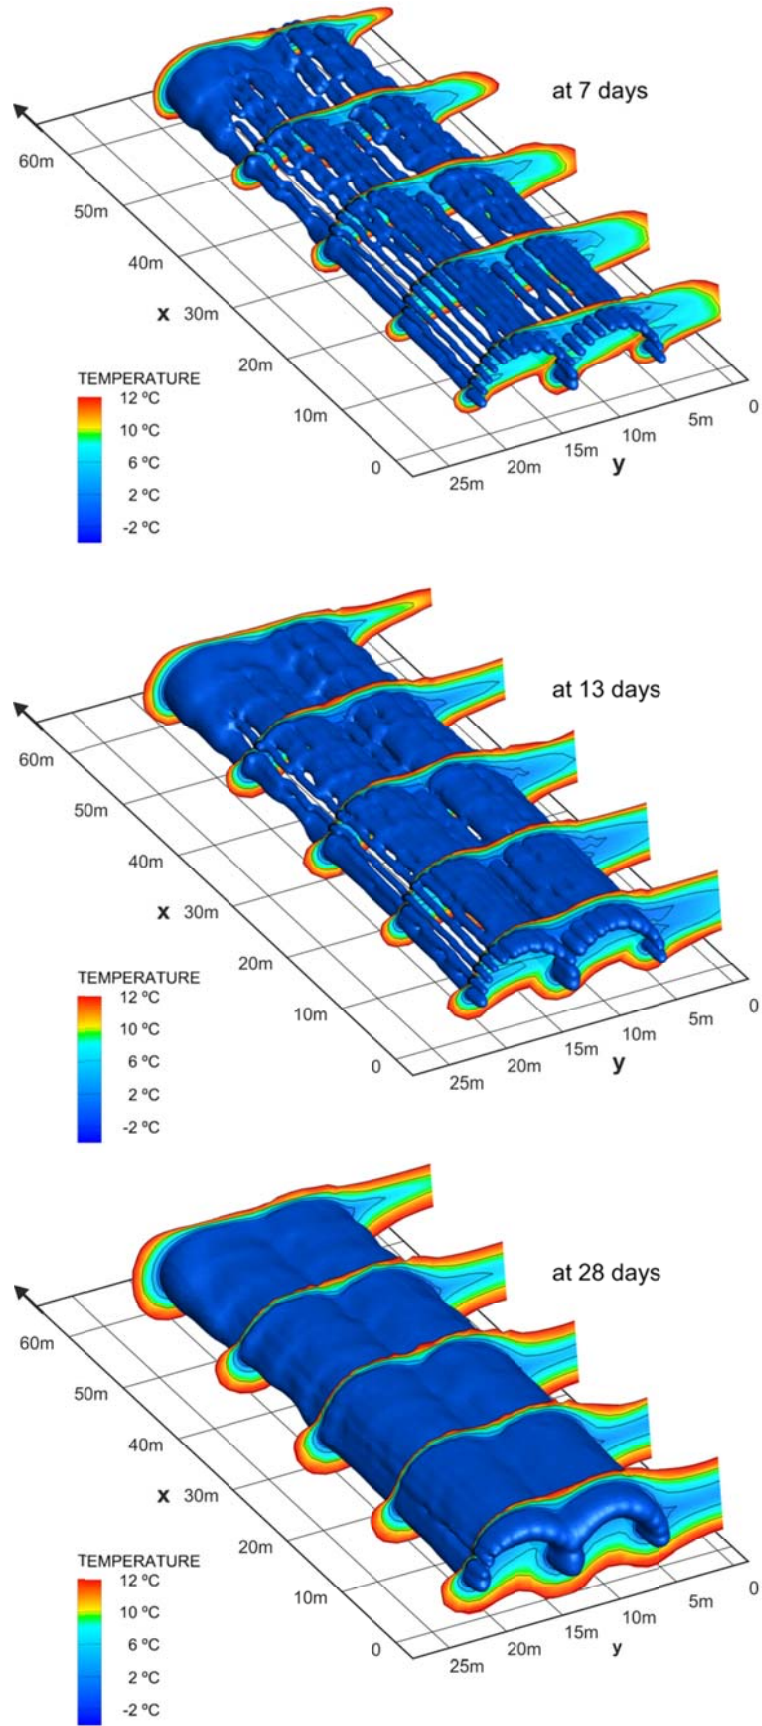 at 7 days
60m
50m
40m
x 30m
20m
10m
0
TEMPERATURE
12 ºC
10 ºC
6 ºC
2 ºC
-2 ºC
0
5m
10m
15m
20m
25m
y
at 13 days
60m
50m
40m
x 30m
20m
10m
0
TEMPERATURE
12 ºC
10 ºC
6 ºC
2 ºC
-2 ºC
0
5m
10m
15m
20m
25m
y
at 28 days
60m
50m
40m
x 30m
20m
10m
0
TEMPERATURE
12 ºC
10 ºC
6 ºC
2 ºC
-2 ºC
0
5m
10m
15m
20m
25m
y